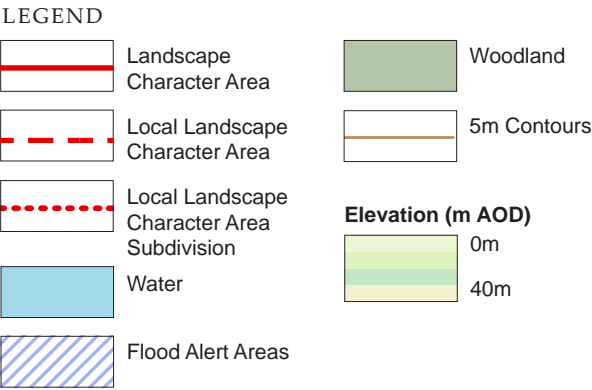 LEGEND
Landscape
Character Area
Local Landscape
Character Area
Local Landscape
Character Area
Subdivision
Water
Flood Alert Areas
Woodland
5m Contours
Elevation (m AOD)
0m
40m